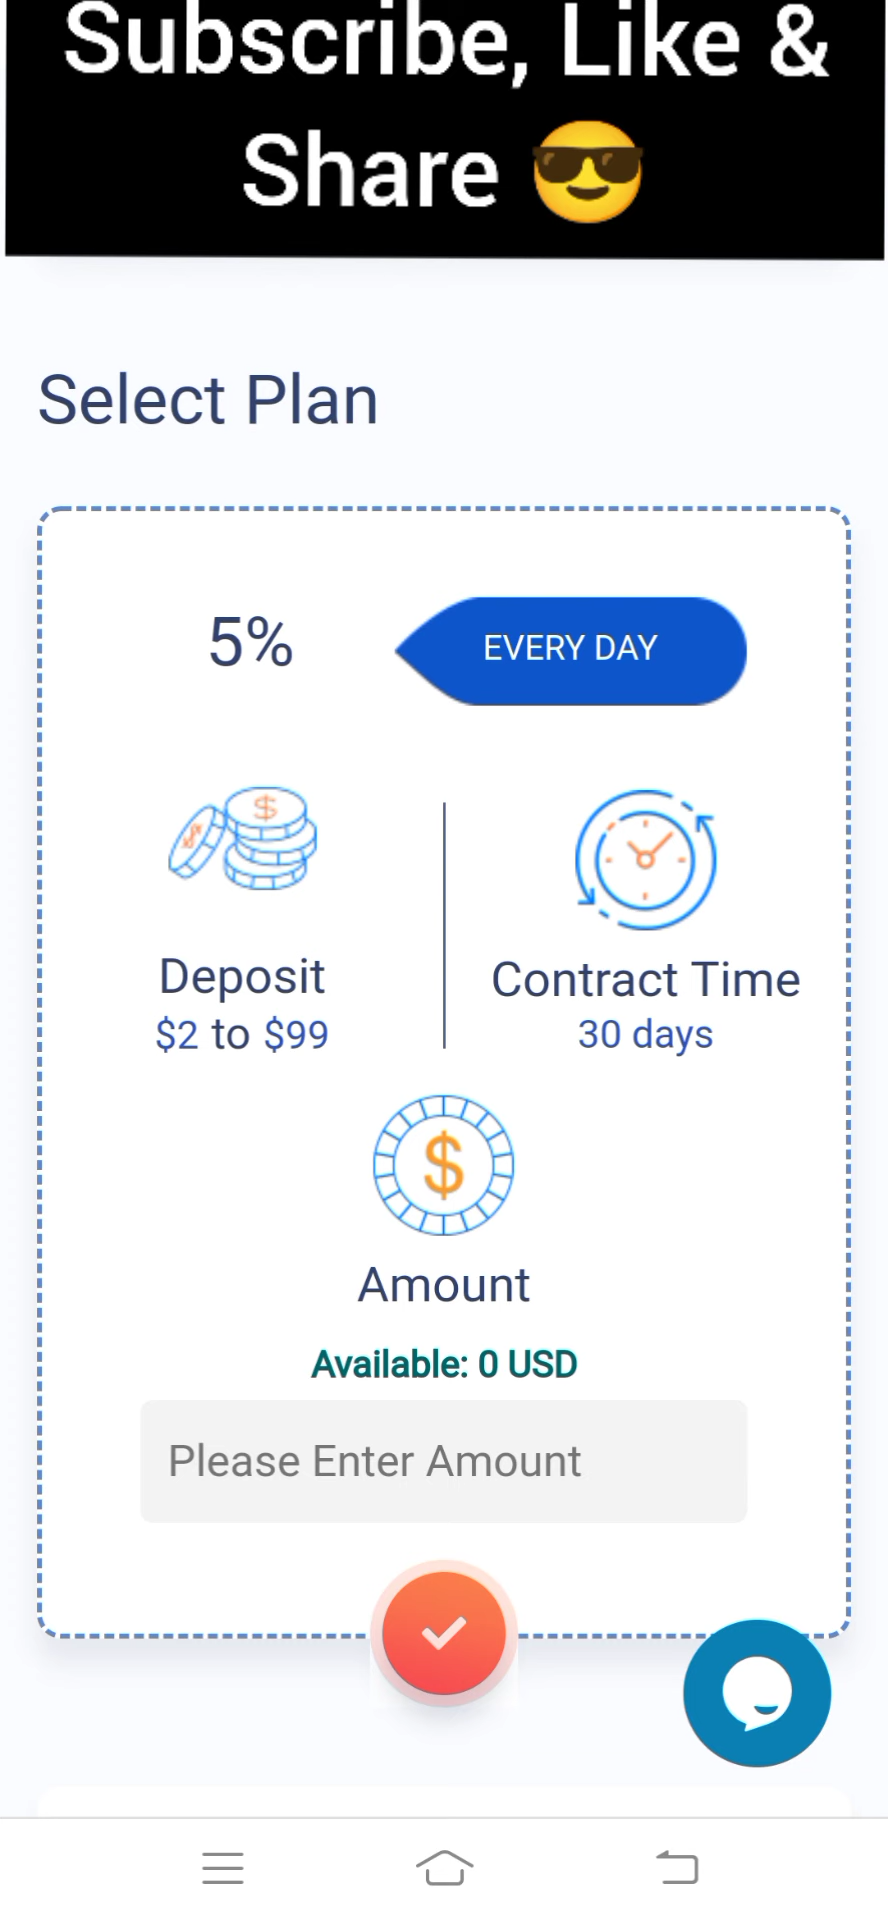 Subscribe, Like &
Share 😎
Select Plan
5%
EVERY DAY
Deposit
$2 to $99
Contract Time
30 days
$
Amount
Available: 0 USD
Please Enter Amount